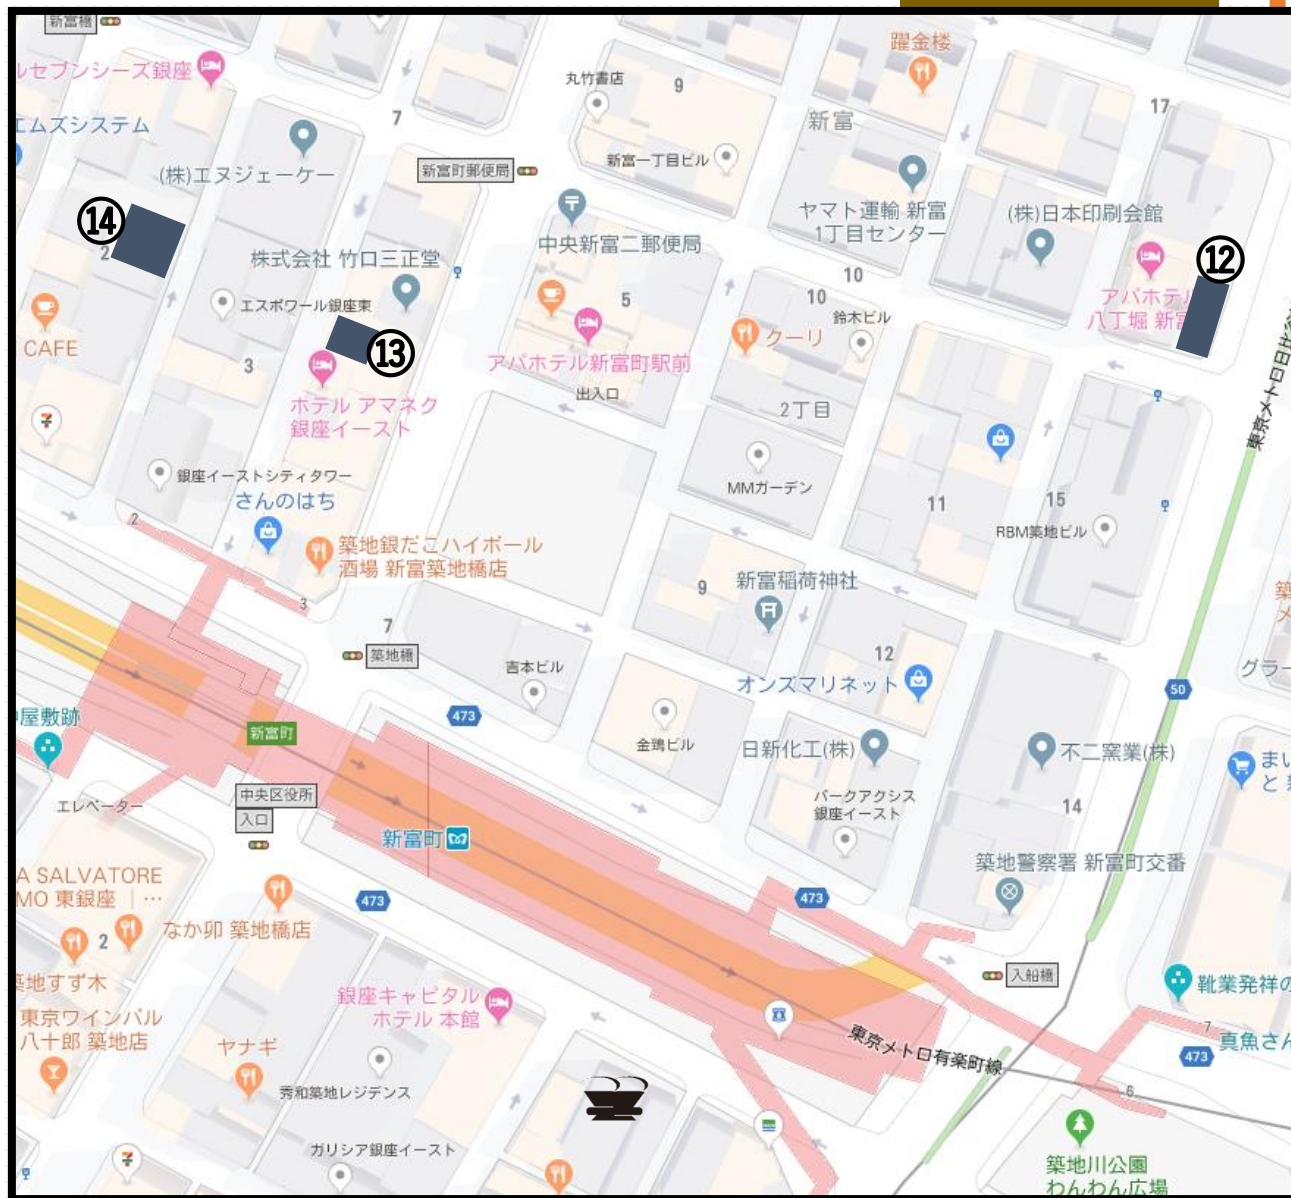 新富橋
ルセブンシーズ銀座
エムズシステム
(株)エヌジェーケー
7
新富町郵便局
丸竹書店
9
新富一丁目ビル
躍金楼
新富
17
ヤマト運輸 新富
1丁目センター
(株)日本印刷会館
⑭
2
株式会社 竹口三正堂
中央新富二郵便局
⑫
エスポワール銀座東
5
10
10
鈴木ビル
アパホテル
八丁堀 新富
CAFE
⑬
3
アパホテル新富町駅前
クーリ
出入口
ホテル アマネク
銀座イースト
2丁目
東京メトロ日比谷
銀座イーストシティタワー
さんのはち
MMガーデン
11
15
RBM築地ビル
2
築地銀だこハイボール
酒場 新富築地橋店
新富稲荷神社
9
3
7
築地橋
吉本ビル
12
オンズマリネット
グラー
50
屋敷跡
新富町
473
金鵄ビル
日新化工(株)
不二窯業(株)
まい
と
エレベーター
中央区役所
入口
新富町
パークアクシス
銀座イースト
14
築地警察署 新富町交番
A SALVATORE
MO 東銀座 | …
2
なか卯 築地橋店
473
473
入船橋
築地すず木
東京ワインバル
八十郎 築地店
銀座キャピタル
ホテル 本館
靴業発祥の
7
ヤナギ
東京メトロ有楽町線
473
真魚さん
秀和築地レジデンス
6
ガリシア銀座イースト
築地川公園
わんわん広場